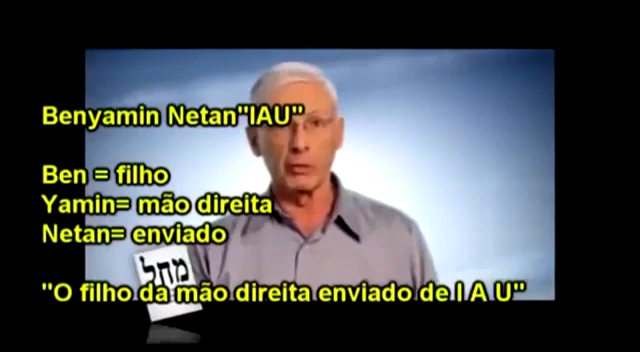 Benyamin Netan"IAU"
Ben = filho
Yamin= mão direita
Netan= enviado
מחל
"O filho da mão direita enviado de I A U"